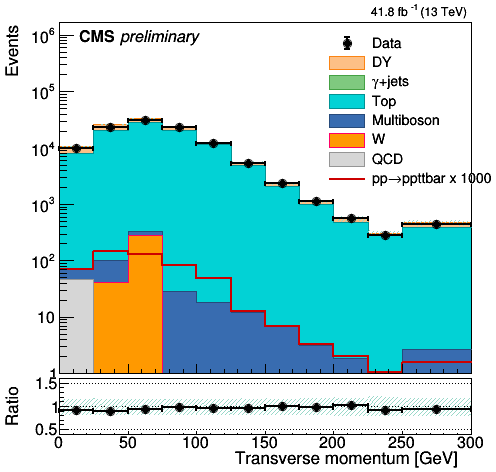 41.8 fb⁻¹ (13 TeV)
CMS preliminary
Events
10⁶
10⁵
10⁴
10³
10²
10
1
Data
DY
γ+jets
Top
Multiboson
W
QCD
pp→ppttbar x 1000
Ratio
1.5
1
0.5
0 50 100 150 200 250 300
Transverse momentum [GeV]